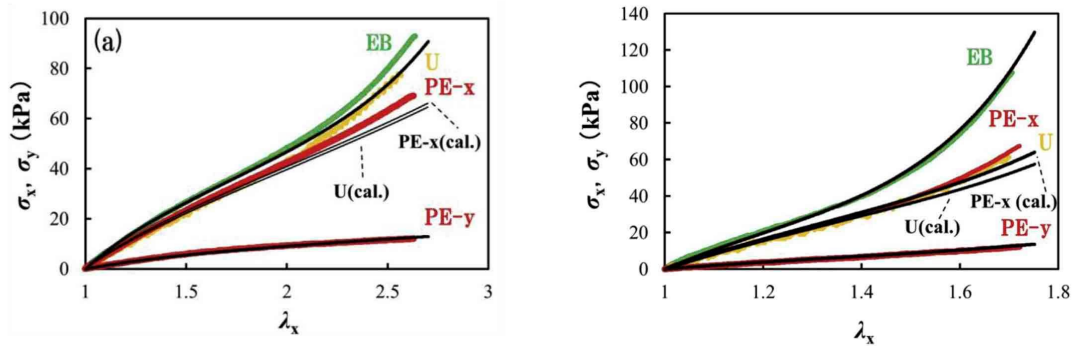 (a)
EB
U
PE-x
PE-x(cal.)
U(cal.)
PE-y
σx, σy (kPa)
100
80
60
40
20
0
1
1.5
2
2.5
3
λx
EB
PE-x
U
PE-x (cal.)
U(cal.)
PE-y
σx, σy (kPa)
140
120
100
80
60
40
20
0
1
1.2
1.4
1.6
1.8
λx